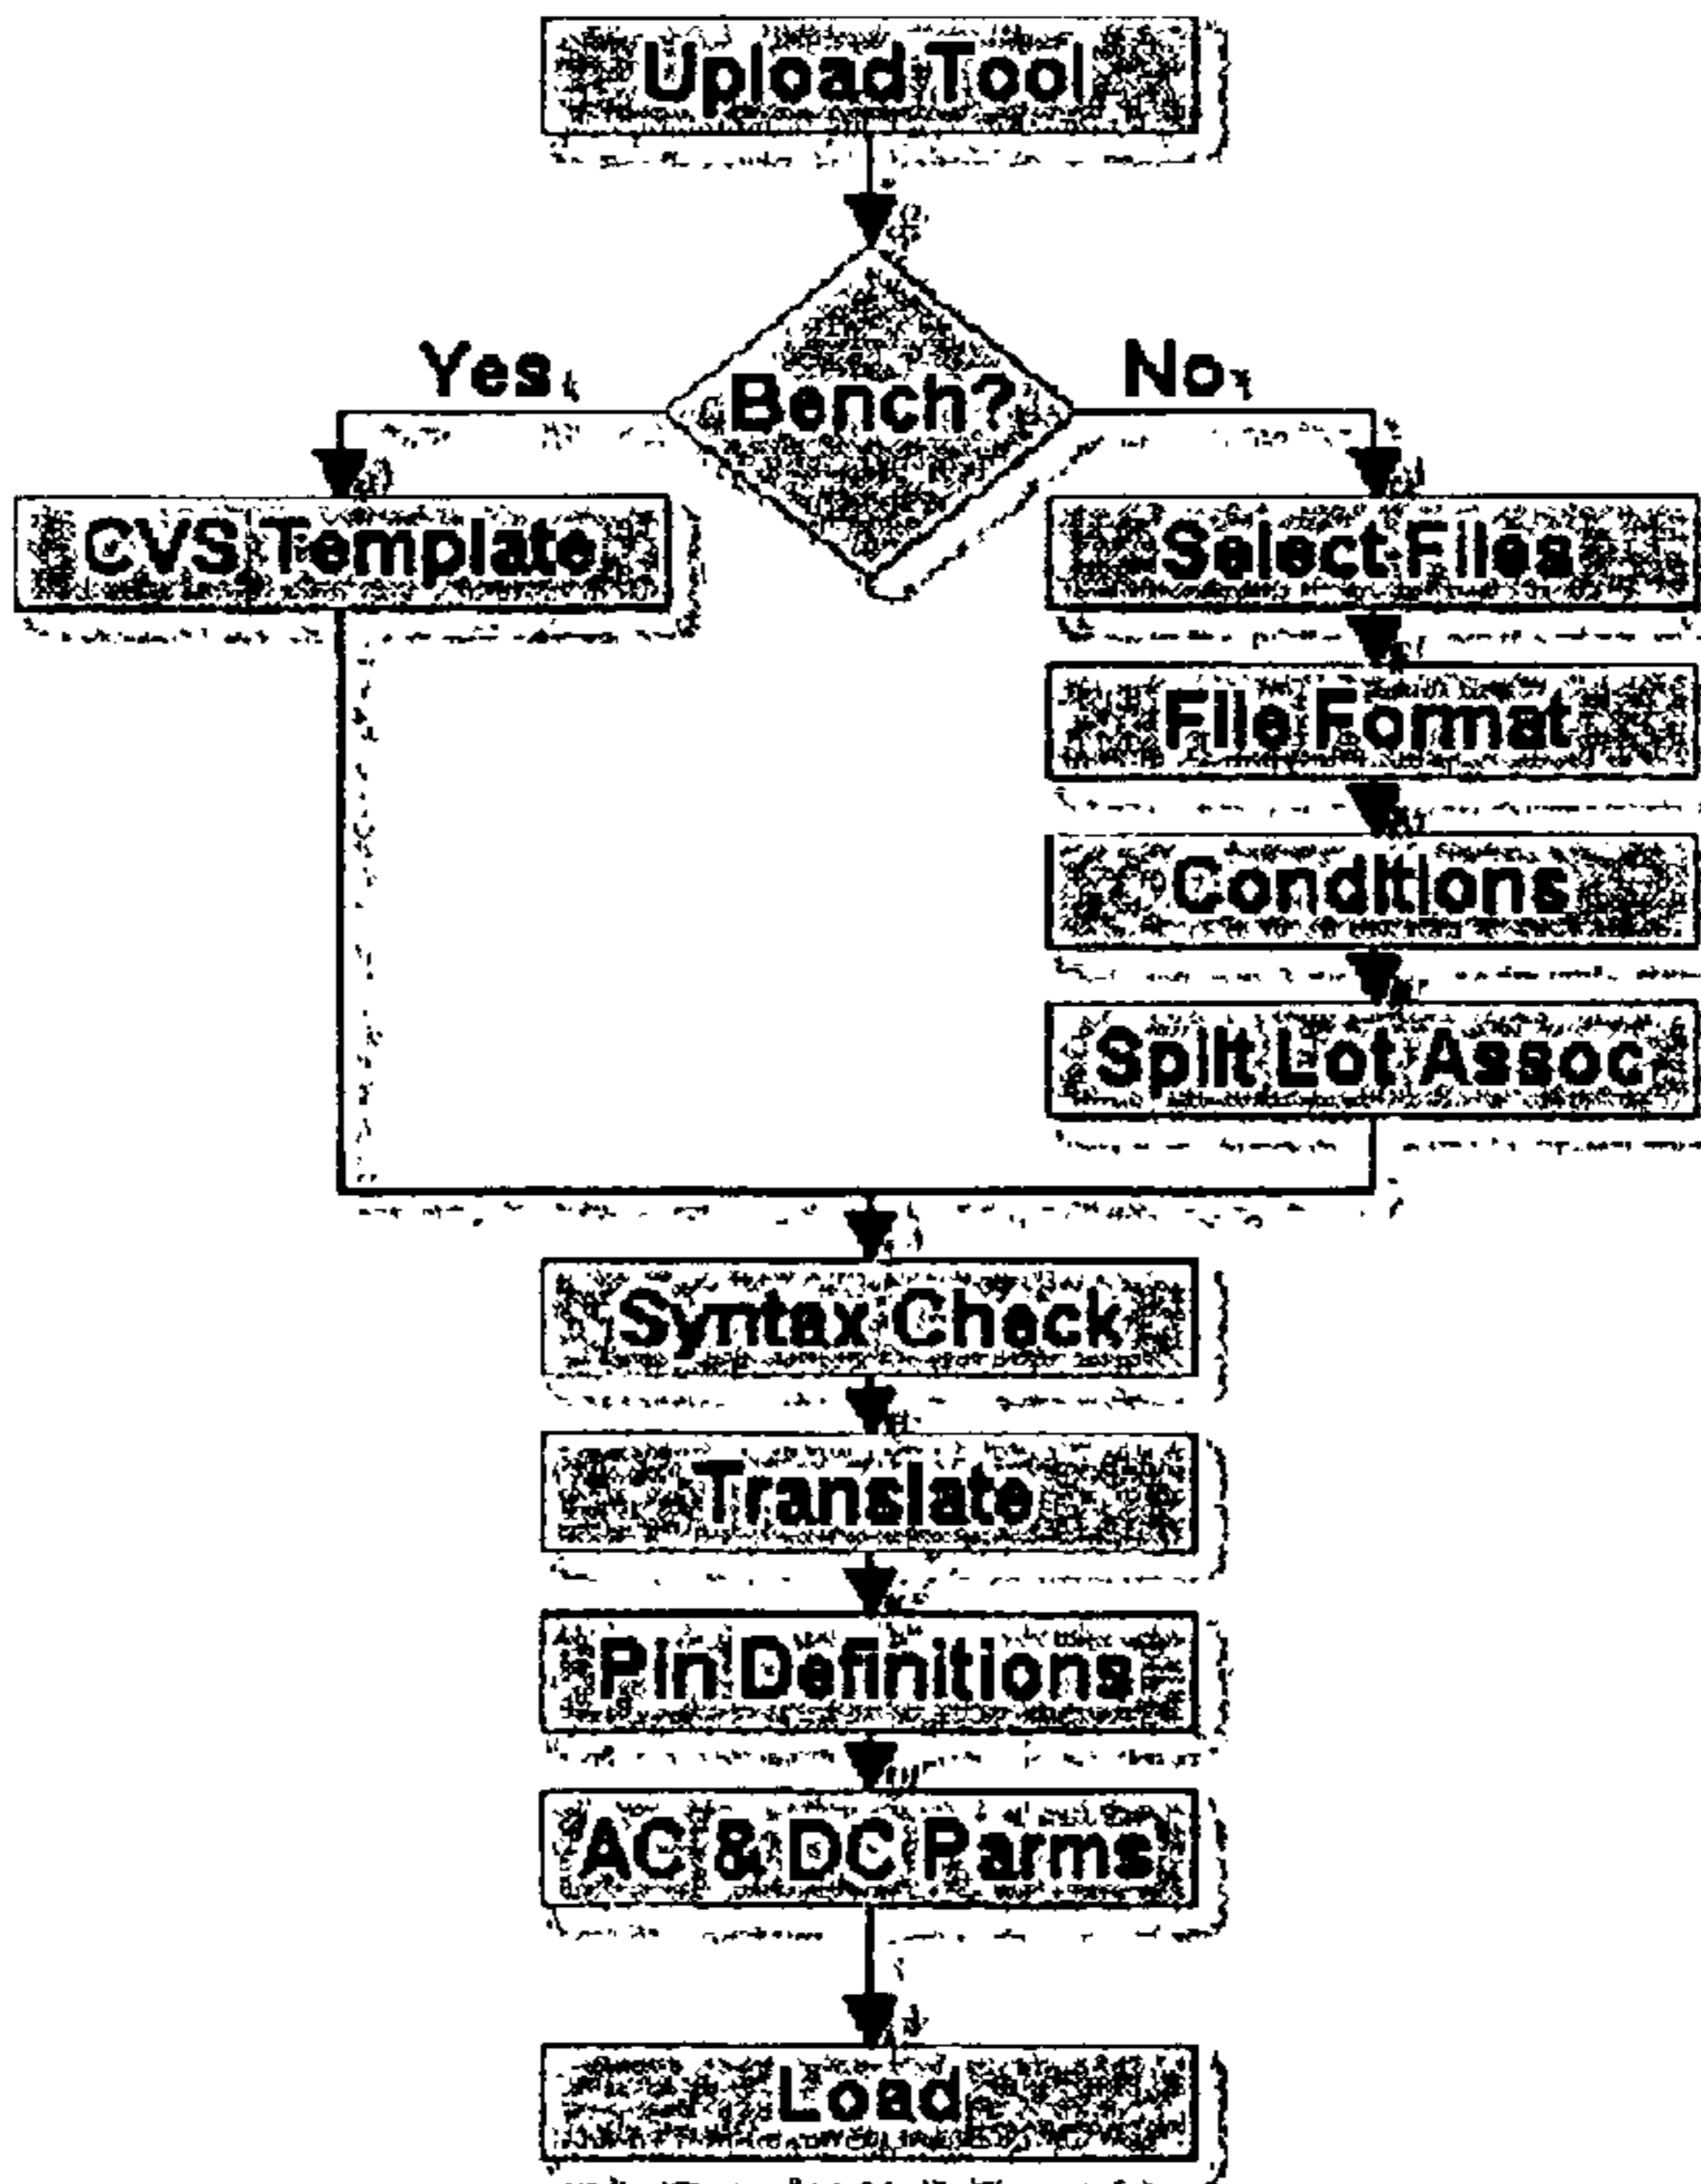 Upload Tool
Bench?
Yes
No
CVS Template
Select Files
File Format
Conditions
Split Lot Assoc
Syntax Check
Translate
Pin Definitions
AC & DC Parms
Load